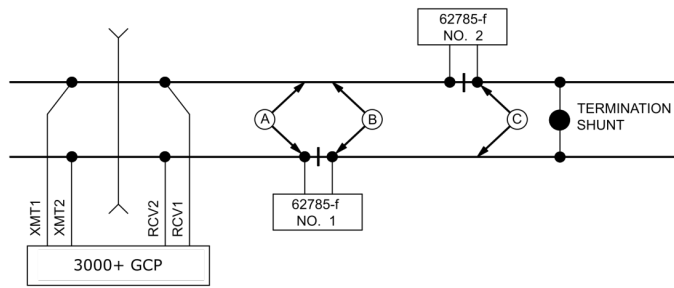 62785-f
NO. 2
A
B
C
TERMINATION
SHUNT
XMT1
XMT2
RCV2
RCV1
62785-f
NO. 1
3000+ GCP